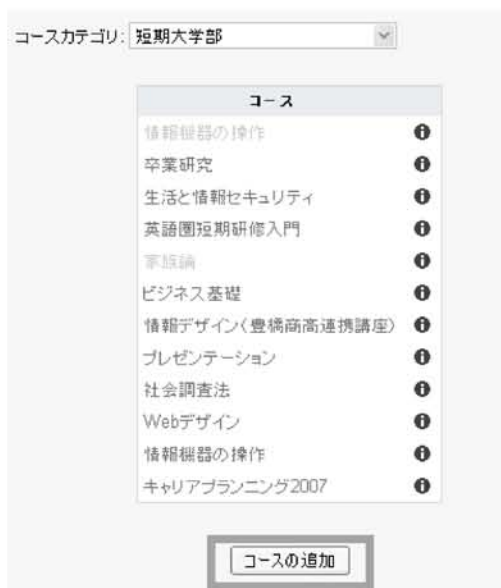 コースカテゴリ: 短期大学部
コース
情報機器の操作
卒業研究
生活と情報セキュリティ
英語圏短期研修入門
家族論
ビジネス基礎
情報デザイン(豊橋商高連携講座)
プレゼンテーション
社会調査法
Webデザイン
情報機器の操作
キャリアプランニング2007
コースの追加